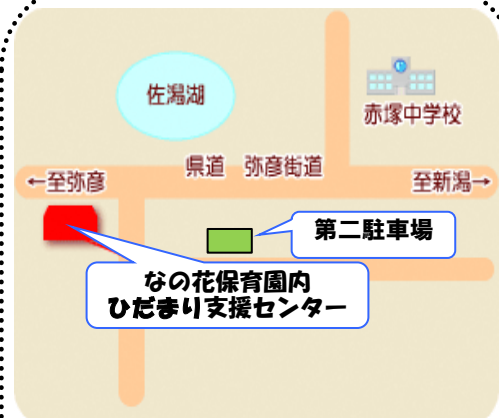 佐潟湖
赤塚中学校
県道 弥彦街道
←至弥彦
至新潟→
第二駐車場
なの花保育園内
ひだまり支援センター